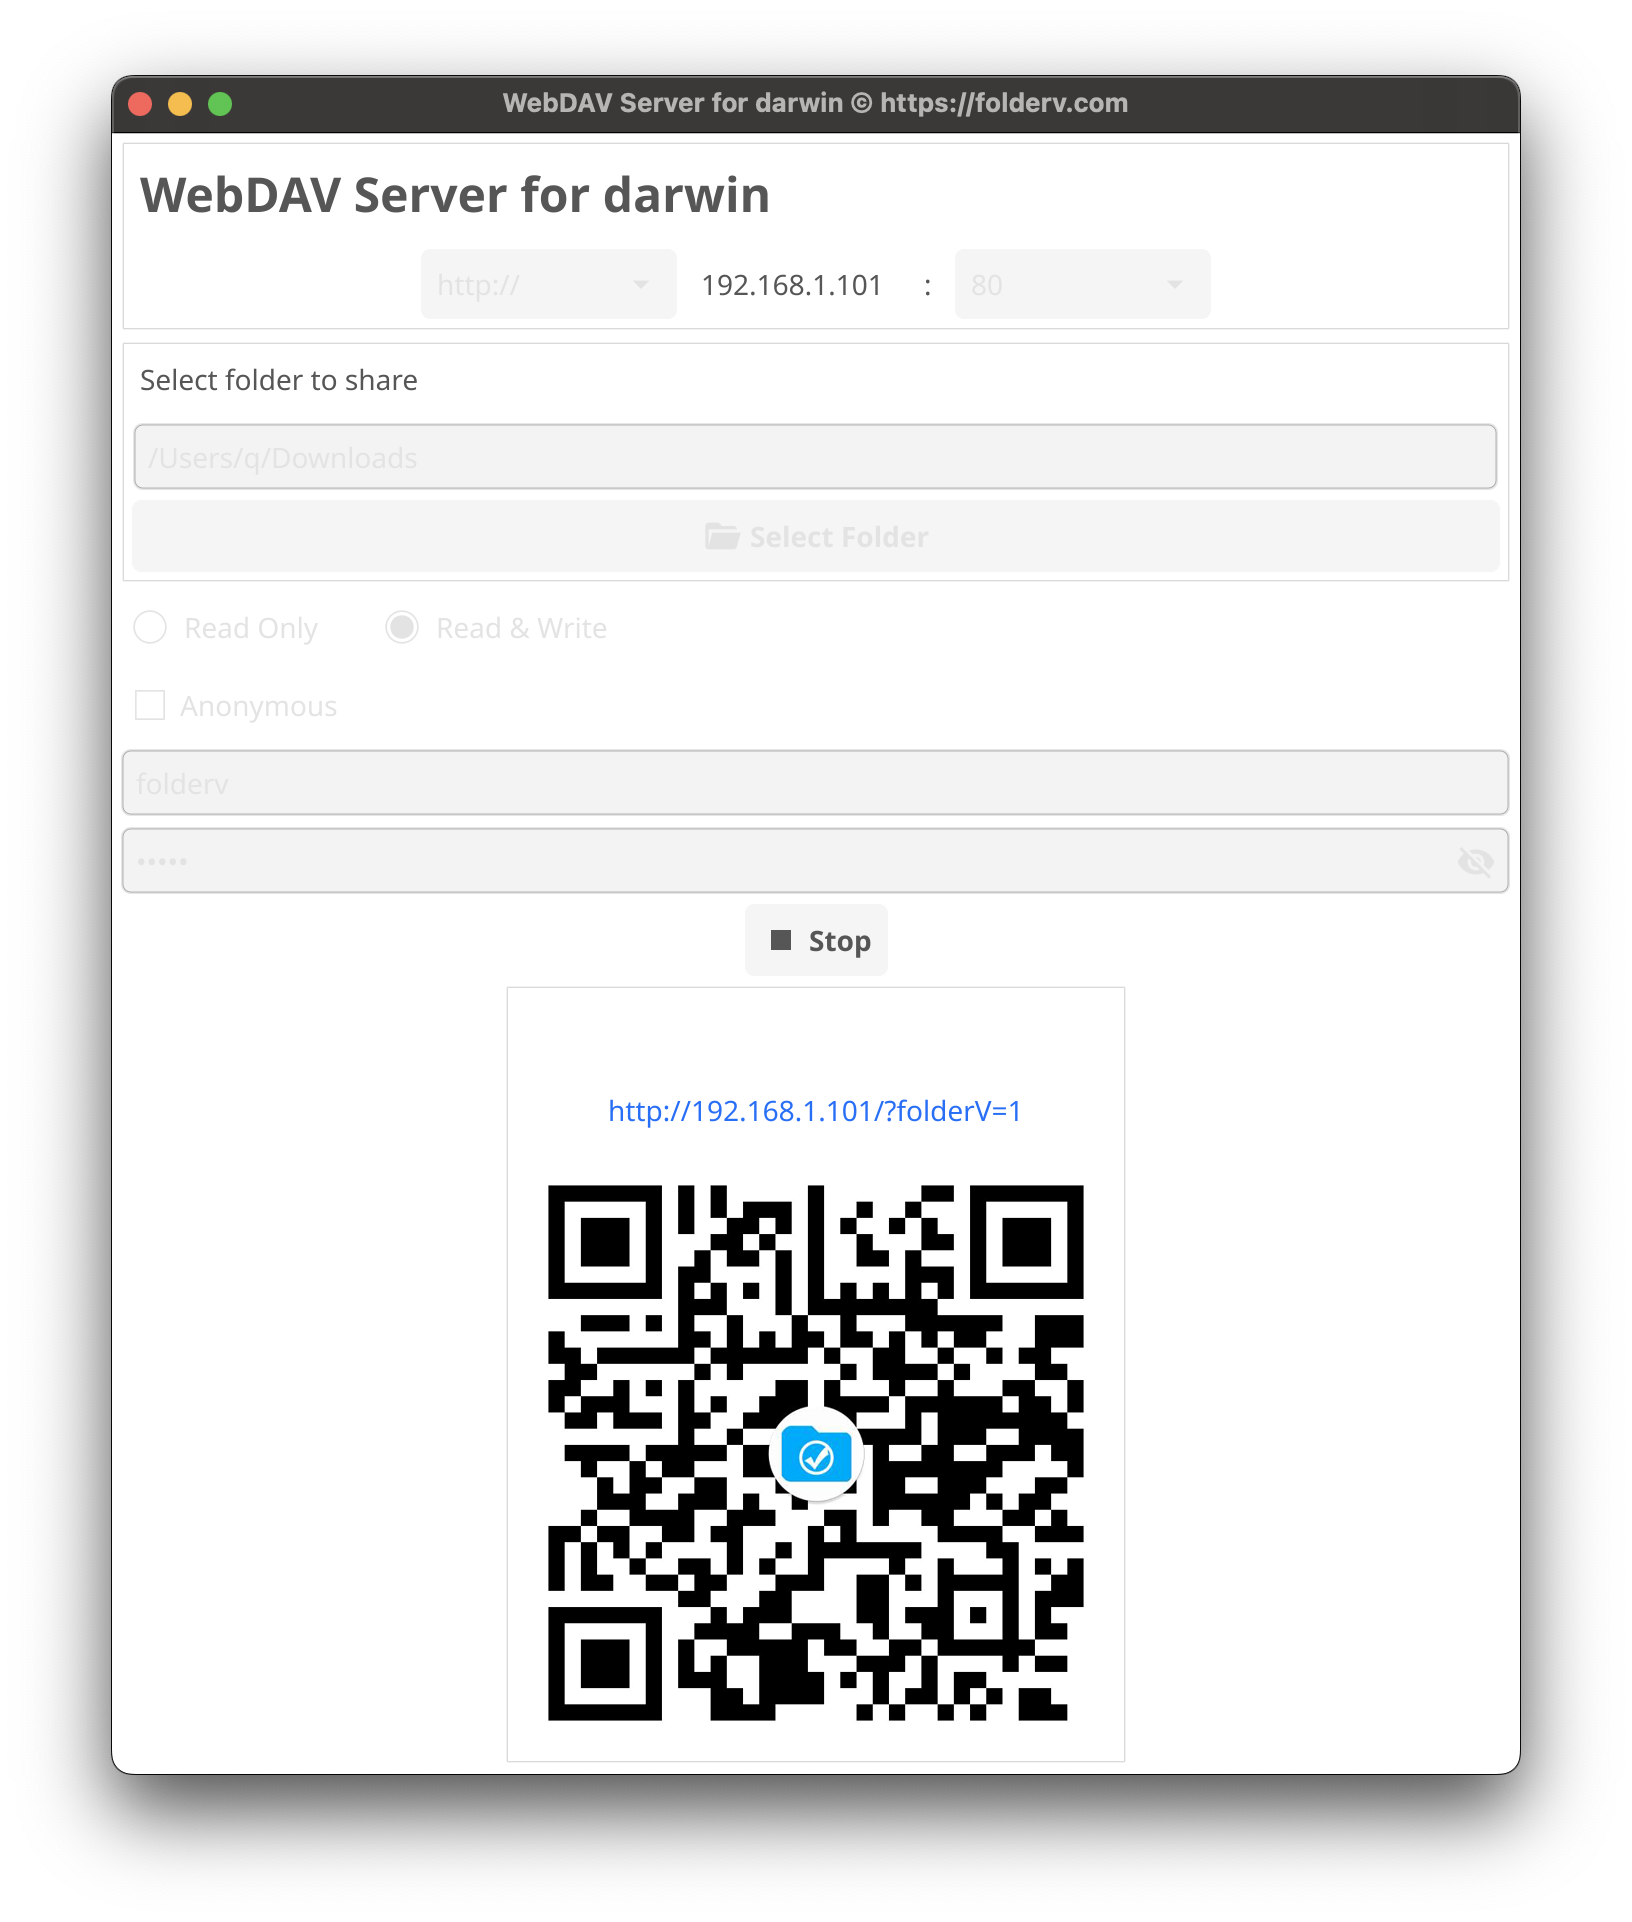 WebDAV Server for darwin © https://folderv.com
WebDAV Server for darwin
http:// 192.168.1.101 : 80
Select folder to share
/Users/q/Downloads
Select Folder
Read Only Read & Write
Anonymous
folderv
•••••
Stop
http://192.168.1.101/?folderV=1